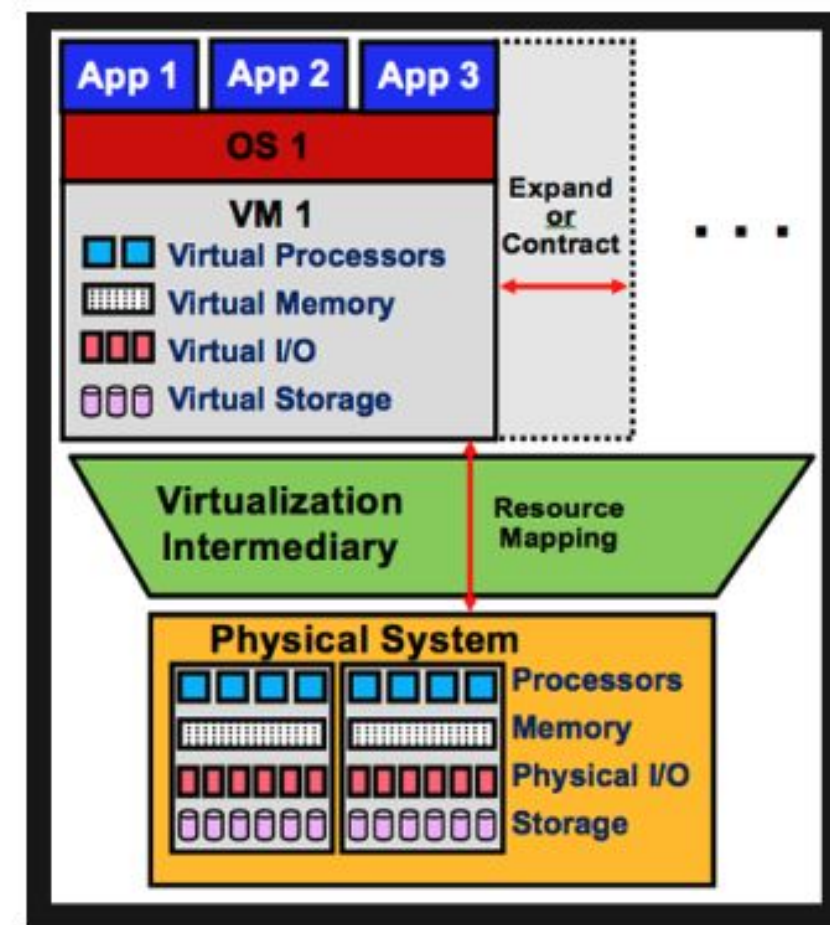 App 1 App 2 App 3
OS 1
VM 1
Virtual Processors
Virtual Memory
Virtual I/O
Virtual Storage
Expand
or
Contract
. . .
Virtualization
Intermediary
Resource
Mapping
Physical System
Processors
Memory
Physical I/O
Storage